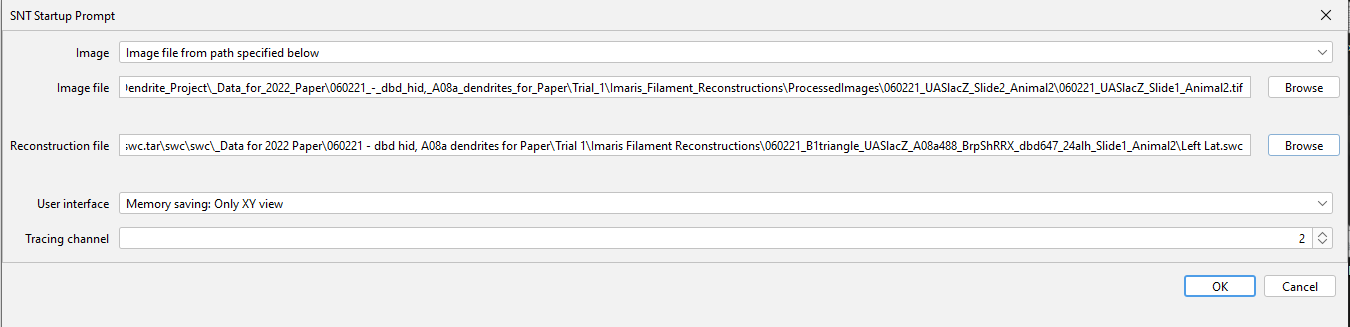 SNT Startup Prompt
Image Image file from path specified below
Image file Dendrite_Project\_Data_for_2022_Paper\060221_-_dbd_hid,_A08a_dendrites_for_Paper\Trial_1\Imaris_Filament_Reconstructions\ProcessedImages\060221_UASlacZ_Slide2_Animal2\060221_UASlacZ_Slide1_Animal2.tif Browse
Reconstruction file swc.tar\swc\swc\_Data for 2022 Paper\060221 - dbd hid, A08a dendrites for Paper\Trial 1\Imaris Filament Reconstructions\060221_B1triangle_UASlacZ_A08a488_BrpShRRX_dbd647_24alh_Slide1_Animal2\Left Lat.swc Browse
User interface Memory saving: Only XY view
Tracing channel 2
OK Cancel